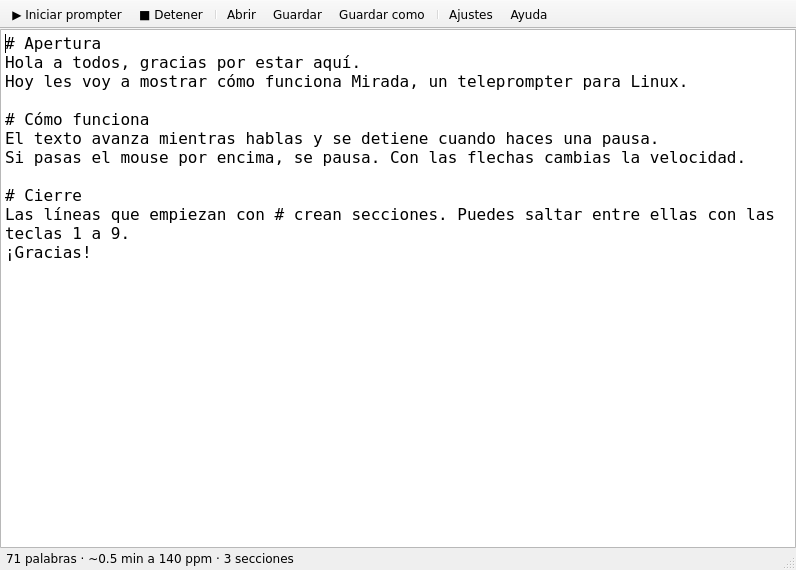 ▶ Iniciar prompter ■ Detener Abrir Guardar Guardar como Ajustes Ayuda
# Apertura
Hola a todos, gracias por estar aquí.
Hoy les voy a mostrar cómo funciona Mirada, un teleprompter para Linux.
# Cómo funciona
El texto avanza mientras hablas y se detiene cuando haces una pausa.
Si pasas el mouse por encima, se pausa. Con las flechas cambias la velocidad.
# Cierre
Las líneas que empiezan con # crean secciones. Puedes saltar entre ellas con las
teclas 1 a 9.
¡Gracias!
71 palabras · ~0.5 min a 140 ppm · 3 secciones